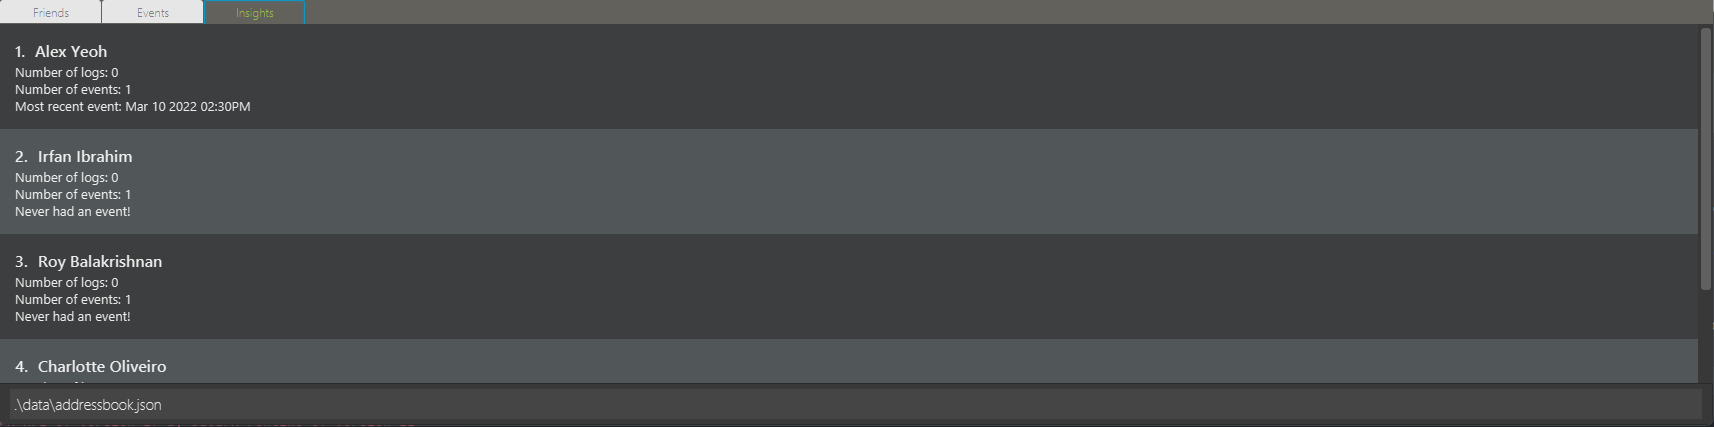 Friends Events Insights
1. Alex Yeoh
Number of logs: 0
Number of events: 1
Most recent event: Mar 10 2022 02:30PM
2. Irfan Ibrahim
Number of logs: 0
Number of events: 1
Never had an event!
3. Roy Balakrishnan
Number of logs: 0
Number of events: 1
Never had an event!
4. Charlotte Oliveiro
.\data\addressbook.json